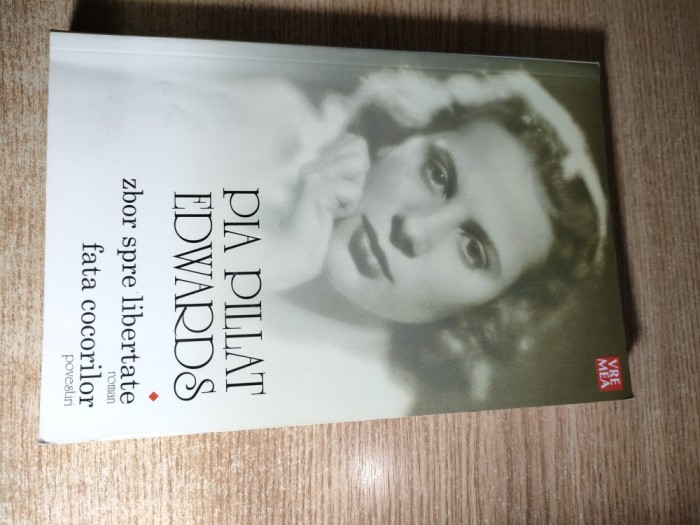 VRE
MEA
PIA PILLAT
EDWARDS
zbor spre libertate
roman
fata cocorilor
povestiri